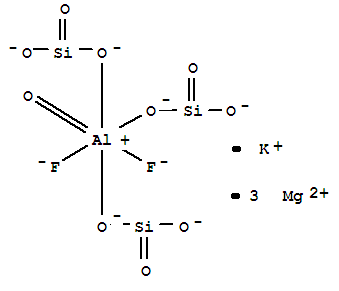 O
⁻O Si O⁻ O
O O⁻ Si O⁻
Al+ • K+
⁻F F⁻
• 3 Mg2+
O⁻ Si O⁻
O